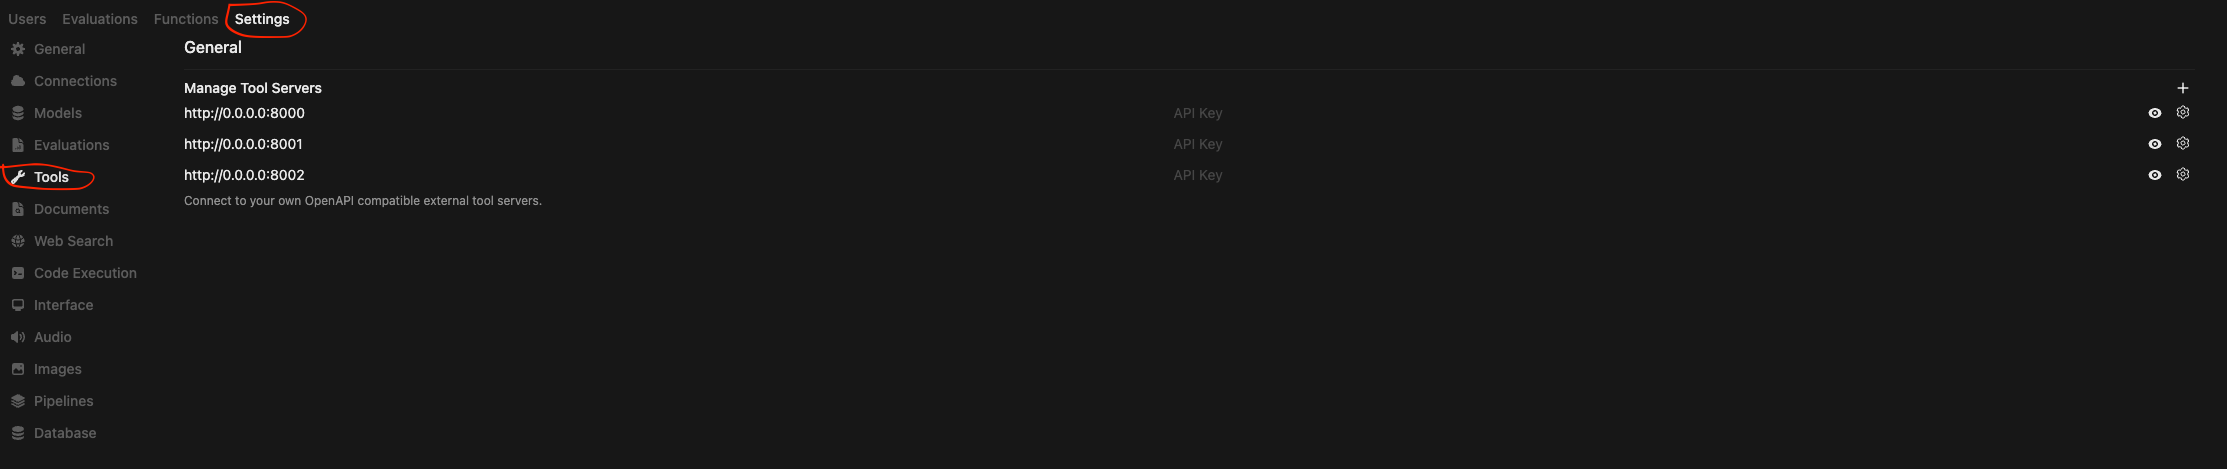 Users Evaluations Functions Settings
General
Connections
Models
Evaluations
Tools
Documents
Web Search
Code Execution
Interface
Audio
Images
Pipelines
Database
General
Manage Tool Servers
http://0.0.0.0:8000 API Key
http://0.0.0.0:8001 API Key
http://0.0.0.0:8002 API Key
Connect to your own OpenAPI compatible external tool servers.